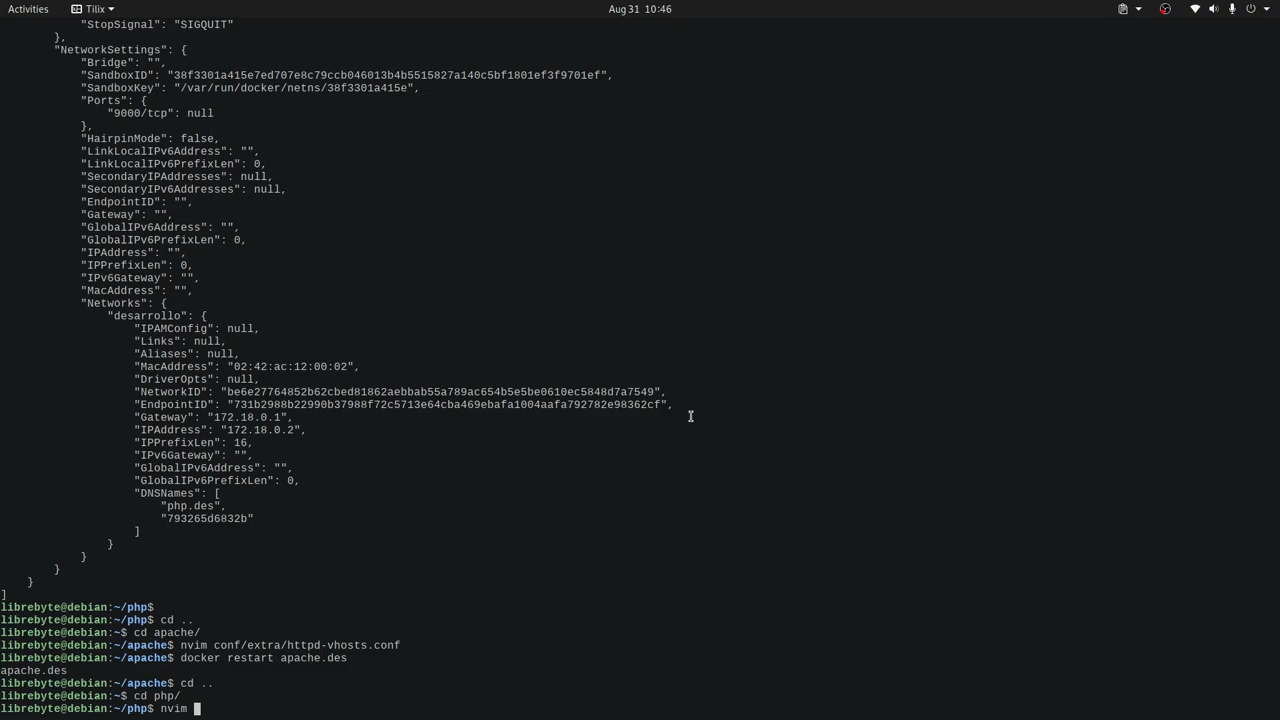 Activities Tilix Aug 31 10:46
"StopSignal": "SIGQUIT"
},
"NetworkSettings": {
"Bridge": "",
"SandboxID": "38f3301a415e7ed707e8c79ccb046013b4b5515827a140c5bf1801ef3f9701ef",
"SandboxKey": "/var/run/docker/netns/38f3301a415e",
"Ports": {
"9000/tcp": null
},
"HairpinMode": false,
"LinkLocalIPv6Address": "",
"LinkLocalIPv6PrefixLen": 0,
"SecondaryIPAddresses": null,
"SecondaryIPv6Addresses": null,
"EndpointID": "",
"Gateway": "",
"GlobalIPv6Address": "",
"GlobalIPv6PrefixLen": 0,
"IPAddress": "",
"IPPrefixLen": 0,
"IPv6Gateway": "",
"MacAddress": "",
"Networks": {
"desarrollo": {
"IPAMConfig": null,
"Links": null,
"Aliases": null,
"MacAddress": "02:42:ac:12:00:02",
"DriverOpts": null,
"NetworkID": "be6e27764852b62cbed81862aebbab55a789ac654b5e5be0610ec5848d7a7549",
"EndpointID": "731b2988b22990b37988f72c5713e64cba469ebafa1004aafa792782e98362cf",
"Gateway": "172.18.0.1",
"IPAddress": "172.18.0.2",
"IPPrefixLen": 16,
"IPv6Gateway": "",
"GlobalIPv6Address": "",
"GlobalIPv6PrefixLen": 0,
"DNSNames": [
"php.des",
"793265d6832b"
]
}
}
}
}
]
librebyte@debian:~/php$
librebyte@debian:~/php$ cd ..
librebyte@debian:~$ cd apache/
librebyte@debian:~/apache$ nvim conf/extra/httpd-vhosts.conf
librebyte@debian:~/apache$ docker restart apache.des
apache.des
librebyte@debian:~/apache$ cd ..
librebyte@debian:~$ cd php/
librebyte@debian:~/php$ nvim